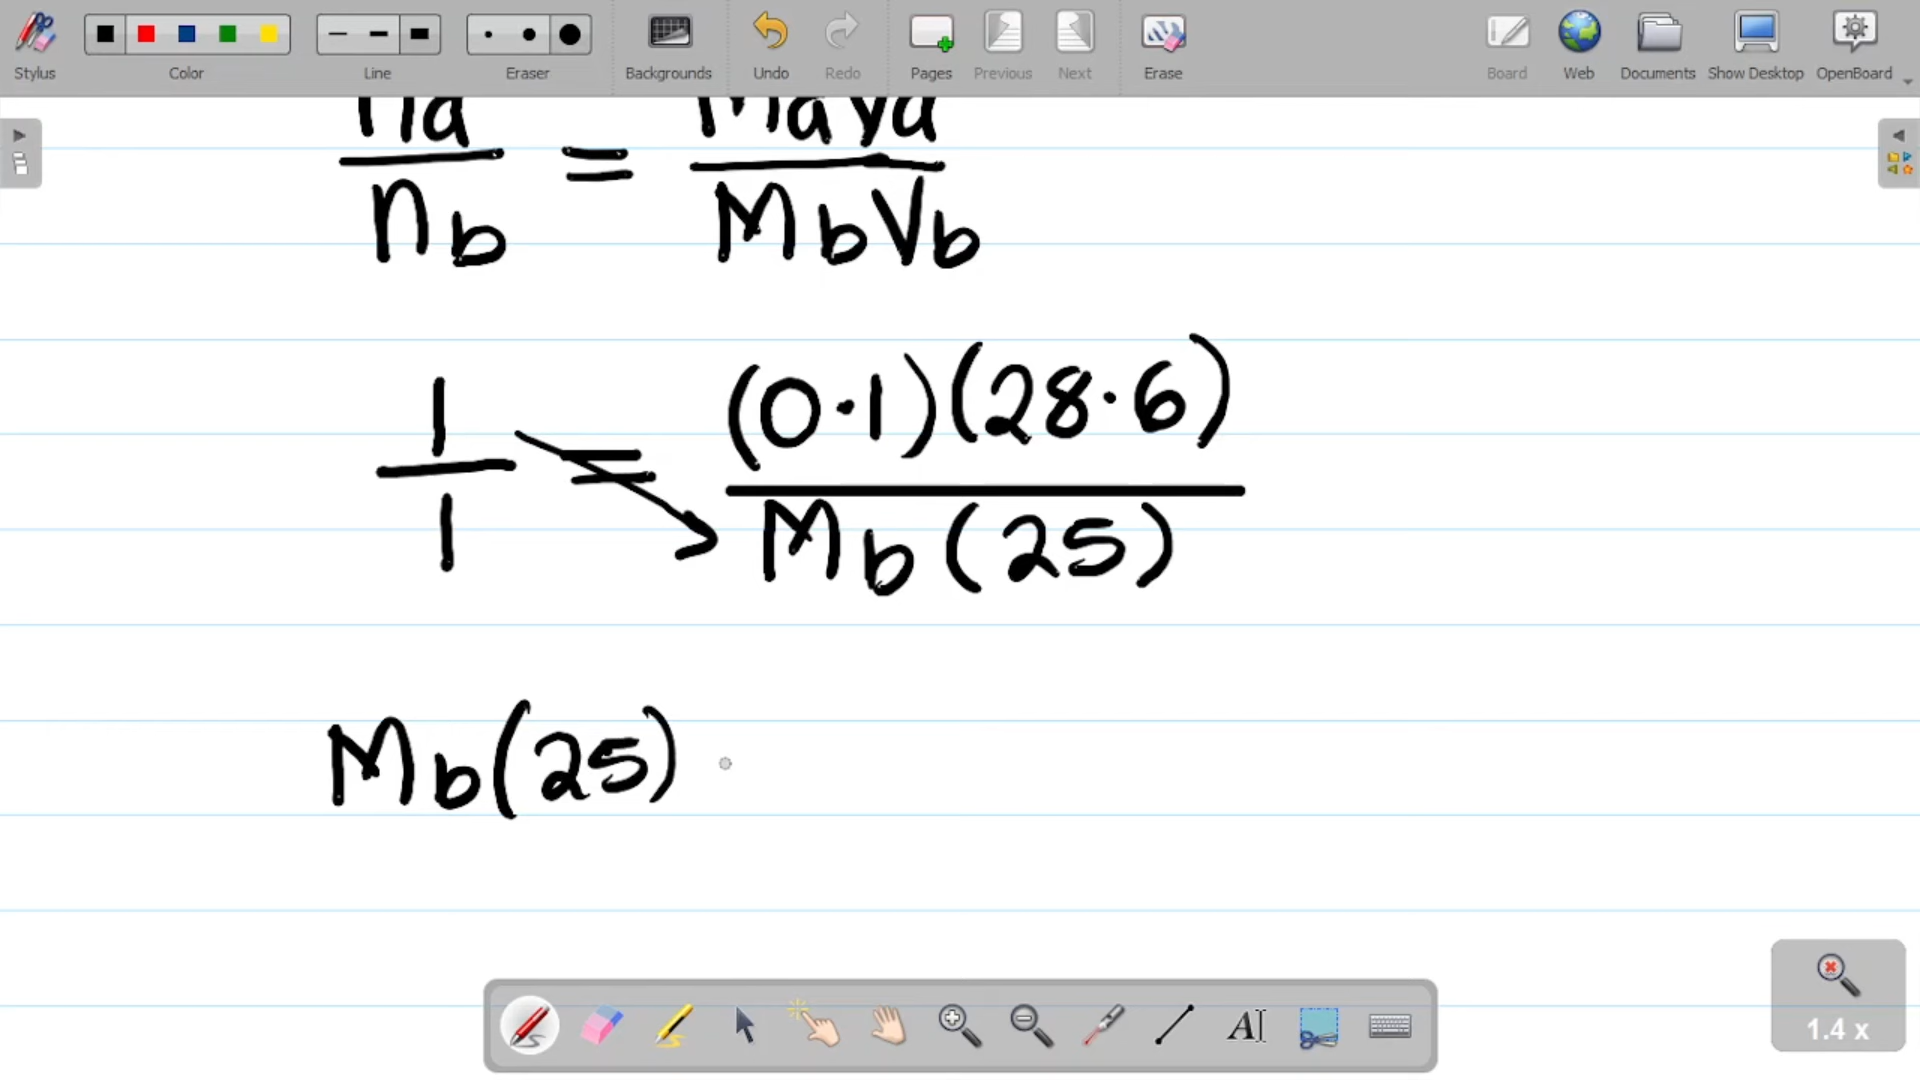 Stylus Color Line Eraser Backgrounds Undo Redo Pages Previous Next Erase Board Web Documents Show Desktop OpenBoard
na = MaVa
nb MbVb
1 = (0.1)(28.6)
1 Mb(25)
Mb(25)
1.4 x